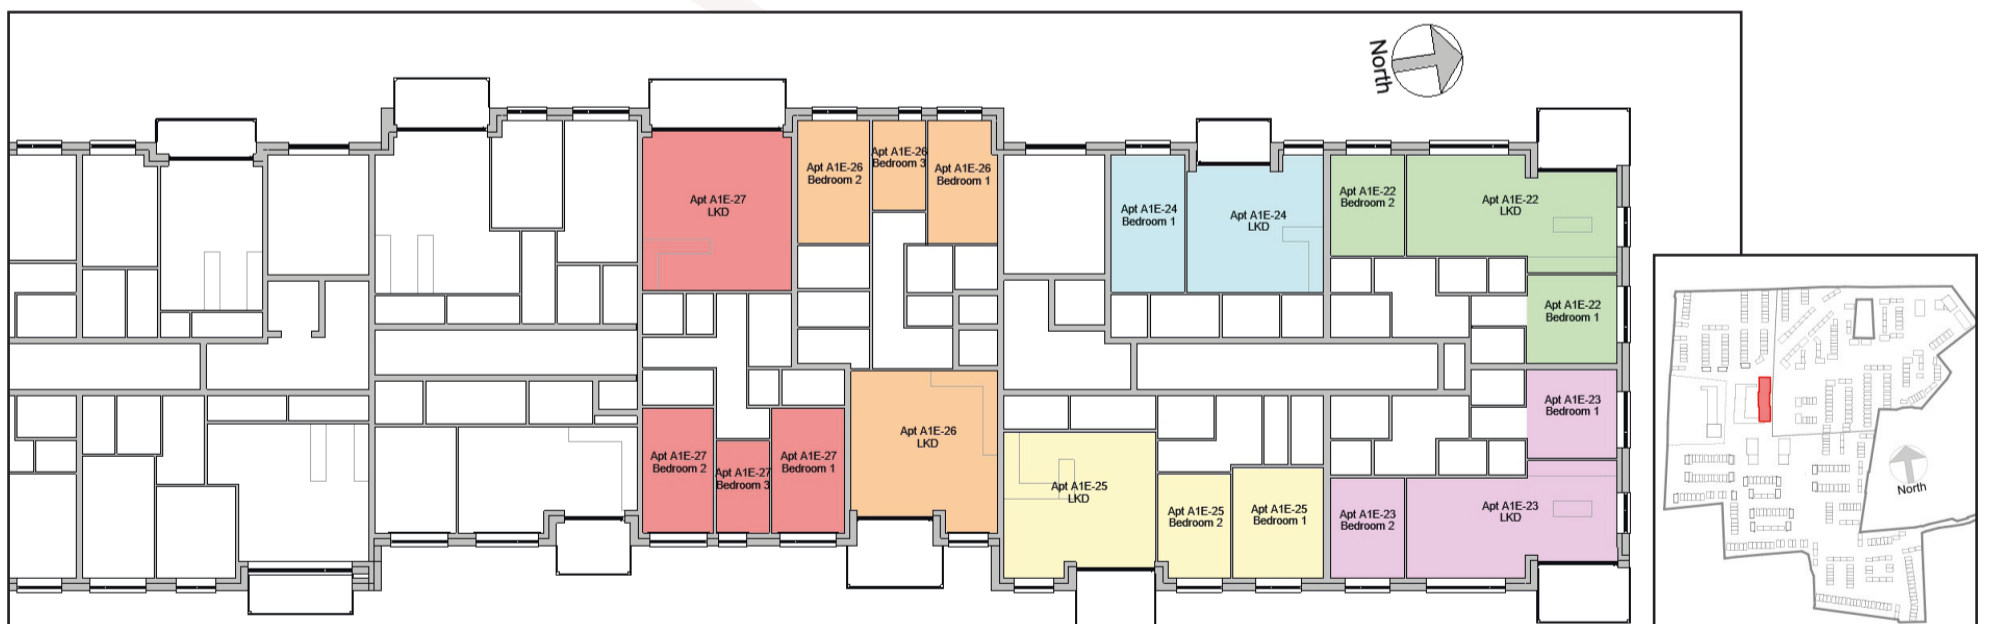 North
Apt A1E-27
LKD
Apt A1E-26
Bedroom 2
Apt A1E-26
Bedroom 3
Apt A1E-26
Bedroom 1
Apt A1E-24
Bedroom 1
Apt A1E-24
LKD
Apt A1E-22
Bedroom 2
Apt A1E-22
LKD
Apt A1E-22
Bedroom 1
Apt A1E-23
Bedroom 1
Apt A1E-27
Bedroom 2
Apt A1E-27
Bedroom 3
Apt A1E-27
Bedroom 1
Apt A1E-26
LKD
Apt A1E-25
LKD
Apt A1E-25
Bedroom 2
Apt A1E-25
Bedroom 1
Apt A1E-23
Bedroom 2
Apt A1E-23
LKD
North